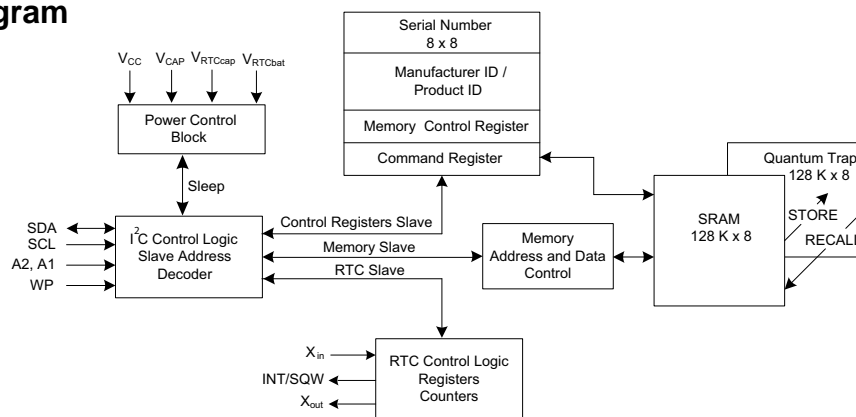 gram
Serial Number
8 x 8
Manufacturer ID /
Product ID
Memory Control Register
Command Register
VCC VCAP VRTCcap VRTCbat
Power Control
Block
Sleep
Quantum Trap
128 K x 8
SRAM
128 K x 8
STORE
RECALL
SDA
SCL
A2, A1
WP
I2C Control Logic
Slave Address
Decoder
Control Registers Slave
Memory Slave
RTC Slave
Memory
Address and Data
Control
Xin
INT/SQW
Xout
RTC Control Logic
Registers
Counters